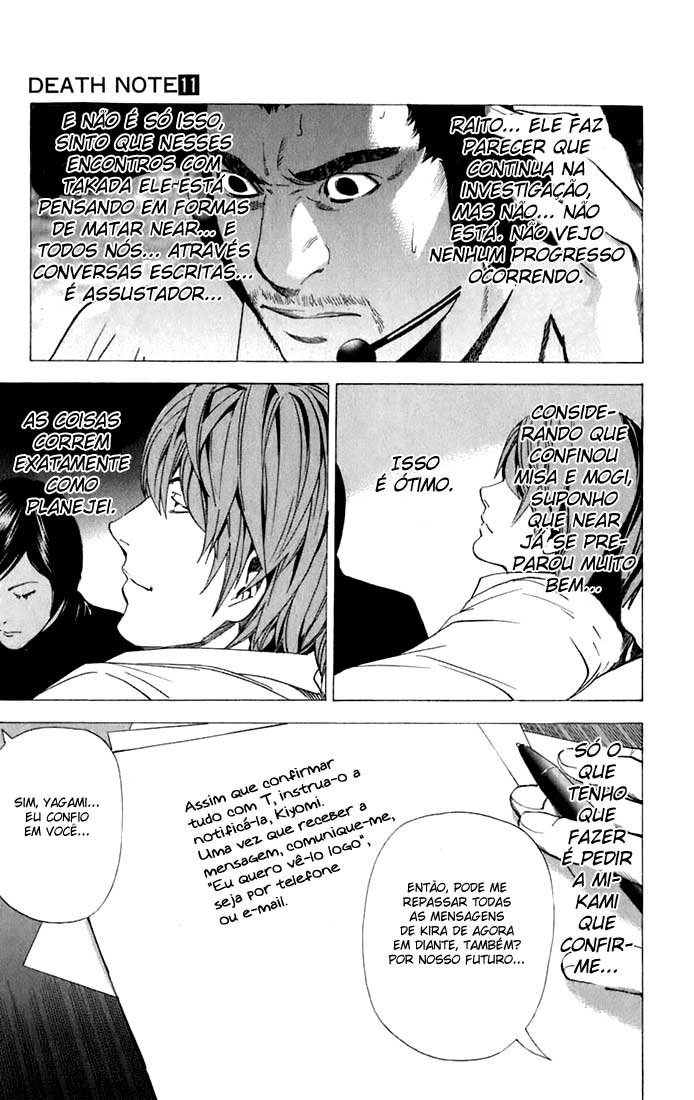 DEATH NOTE 11
RAITO... ELE FAZ
PARECER QUE
CONTINUA NA
INVESTIGAÇÃO,
MAS NÃO... NÃO
ESTÁ. NÃO VEJO
NENHUM PROGRESSO
OCORRENDO.
E NÃO É SÓ ISSO,
SINTO QUE NESSES
ENCONTROS COM
TAKADA ELE-ESTÁ
PENSANDO EM FORMAS
DE MATAR NEAR... E
TODOS NÓS... ATRAVÉS
CONVERSAS ESCRITAS...
É ASSUSTADOR...
CONSIDE-
RANDO QUE
CONFINOU
MISA E MOGI,
SUPONHO
QUE NEAR
JÁ SE PRE-
PAROU MUITO
BEM...
ISSO
É ÓTIMO.
AS COISAS
CORREM
EXATAMENTE
COMO
PLANEJEI.
SÓ O
QUE
TENHO
QUE
FAZER
É PEDIR
A MI-
KAMI
QUE
CONFIR-
ME...
Assim que confirmar
tudo com T, instrua-o a
notificá-la, Kiyomi.
Uma vez que receber a
mensagem, comunique-me,
"Eu quero vê-lo logo",
seja por telefone
ou e-mail.
ENTÃO, PODE ME
REPASSAR TODAS
AS MENSAGENS
DE KIRA DE AGORA
EM DIANTE, TAMBÉM?
POR NOSSO FUTURO...
SIM, YAGAMI...
EU CONFIO
EM VOCÊ...